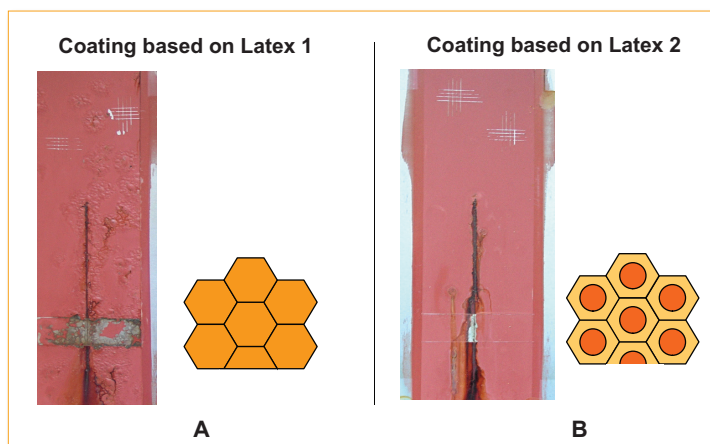 Coating based on Latex 1
Coating based on Latex 2
A
B